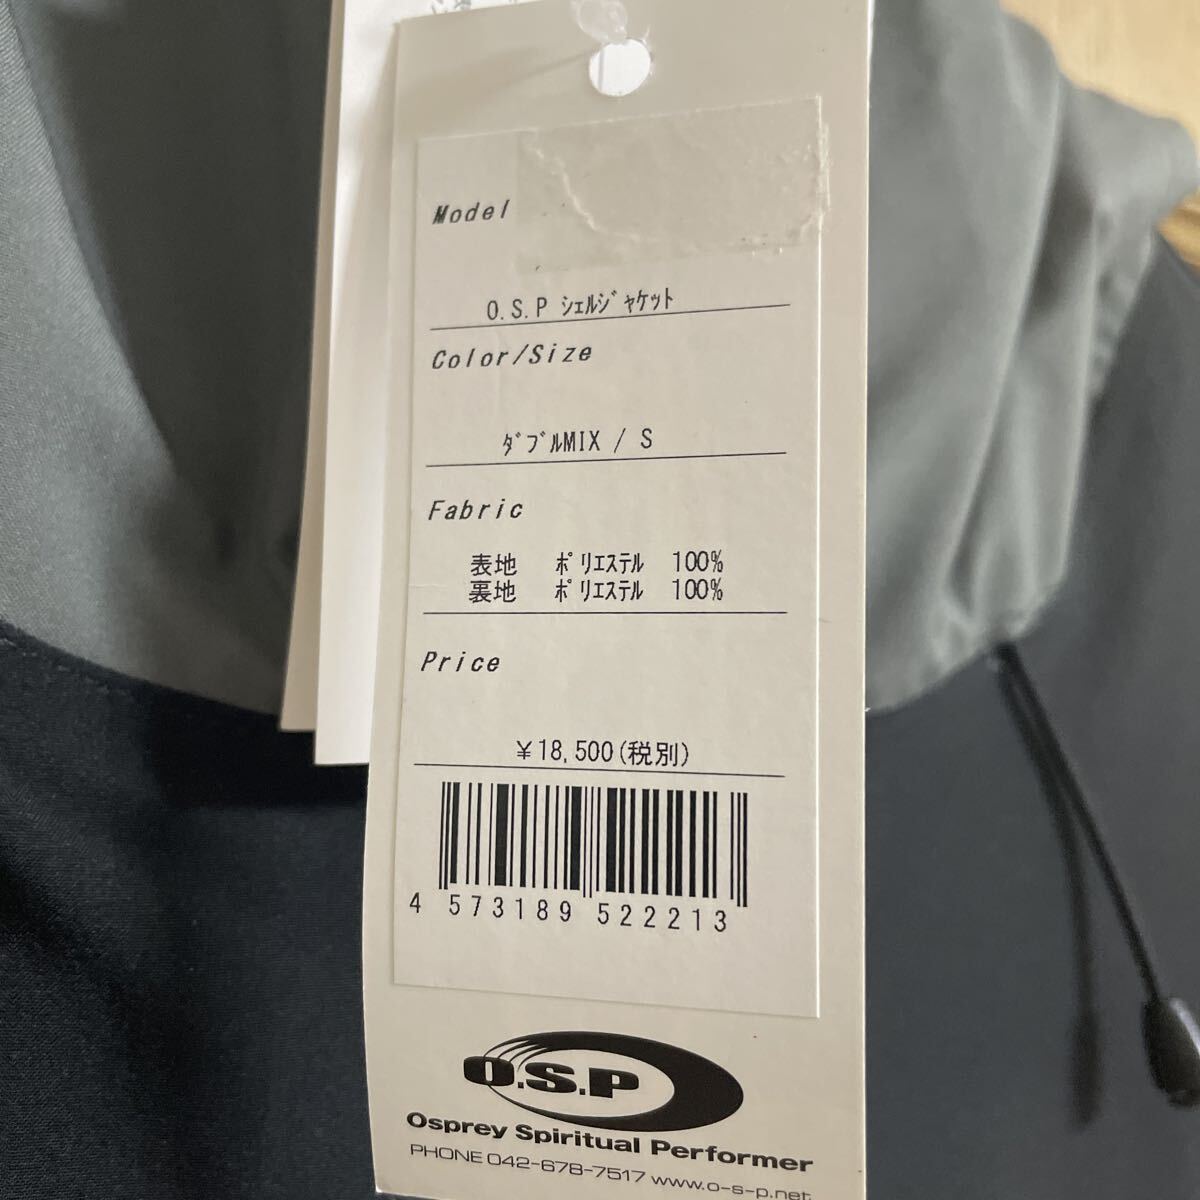 Model
O.S.P ｼｪﾙｼﾞｬｹｯﾄ
Color/Size
ﾀﾞﾌﾞﾙMIX / S
Fabric
表地 ﾎﾟﾘｴｽﾃﾙ 100%
裏地 ﾎﾟﾘｴｽﾃﾙ 100%
Price
￥18,500(税別)
4 573189 522213
O.S.P
Osprey Spiritual Performer
PHONE 042-678-7517 www.o-s-p.net